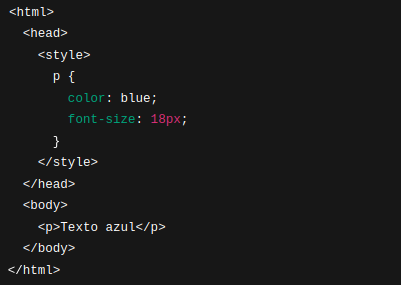 <html>
<head>
<style>
p {
color: blue;
font-size: 18px;
}
</style>
</head>
<body>
<p>Texto azul</p>
</body>
</html>